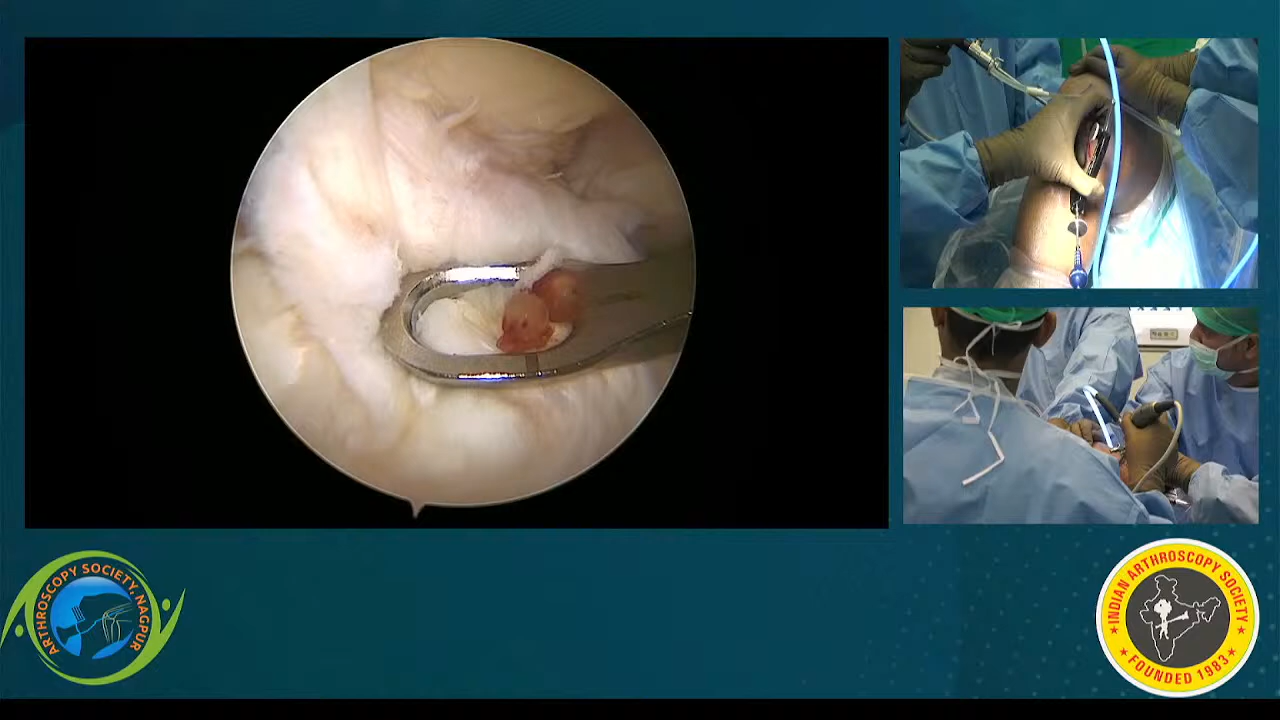 ARTHROSCOPY SOCIETY, NAGPUR
INDIAN ARTHROSCOPY SOCIETY
★ FOUNDED 1983 ★